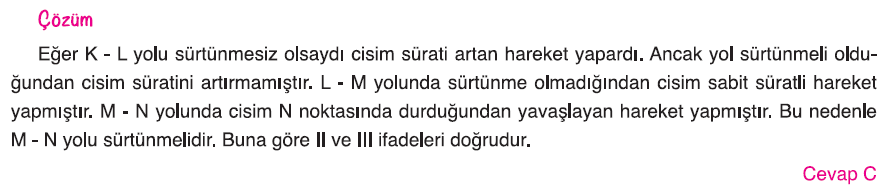 Çözüm
Eğer K - L yolu sürtünmesiz olsaydı cisim sürati artan hareket yapardı. Ancak yol sürtünmeli oldu-
ğundan cisim süratini artırmamıştır. L - M yolunda sürtünme olmadığından cisim sabit süratli hareket
yapmıştır. M - N yolunda cisim N noktasında durduğundan yavaşlayan hareket yapmıştır. Bu nedenle
M - N yolu sürtünmelidir. Buna göre II ve III ifadeleri doğrudur.
Cevap C